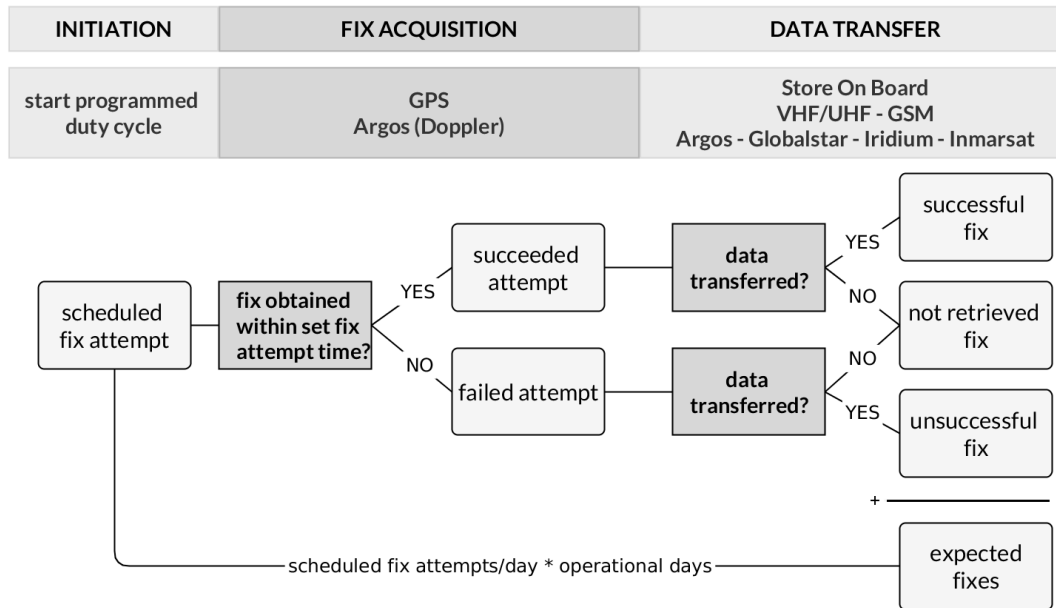 INITIATION
FIX ACQUISITION
DATA TRANSFER
start programmed
duty cycle
GPS
Argos (Doppler)
Store On Board
VHF/UHF - GSM
Argos - Globalstar - Iridium - Inmarsat
scheduled
fix attempt
fix obtained
within set fix
attempt time?
YES
NO
succeeded
attempt
failed attempt
data
transferred?
data
transferred?
YES
NO
NO
YES
successful
fix
not retrieved
fix
unsuccessful
fix
+
scheduled fix attempts/day * operational days
expected
fixes